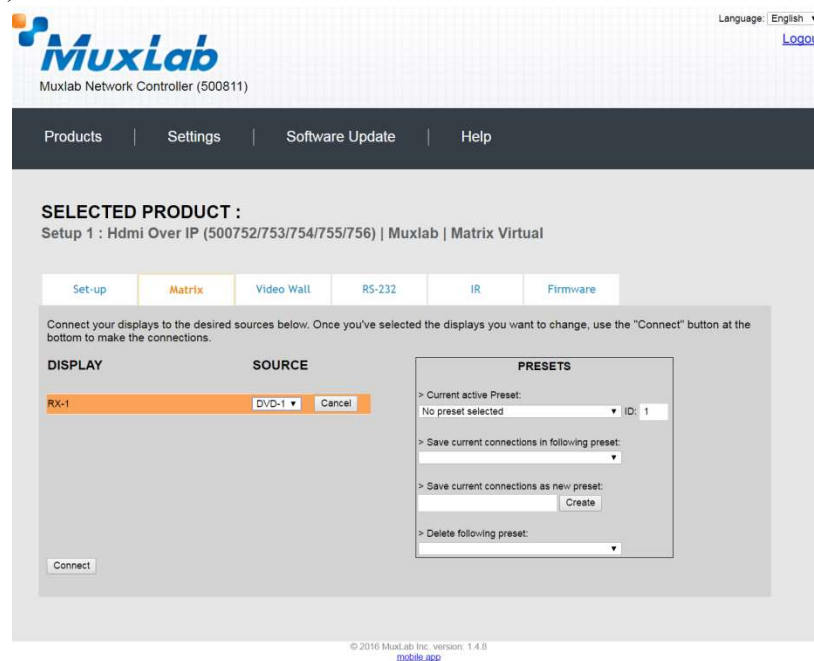 Language: English
Logou
MuxLab
Muxlab Network Controller (500811)
Products | Settings | Software Update | Help
SELECTED PRODUCT :
Setup 1 : Hdmi Over IP (500752/753/754/755/756) | Muxlab | Matrix Virtual
Set-up Matrix Video Wall RS-232 IR Firmware
Connect your displays to the desired sources below. Once you've selected the displays you want to change, use the "Connect" button at the
bottom to make the connections.
DISPLAY SOURCE PRESETS
> Current active Preset:
RX-1 DVD-1 Cancel
No preset selected ID: 1
> Save current connections in following preset:
> Save current connections as new preset:
Create
> Delete following preset:
Connect
© 2016 MuxLab Inc. version: 1.4.8
mobile app